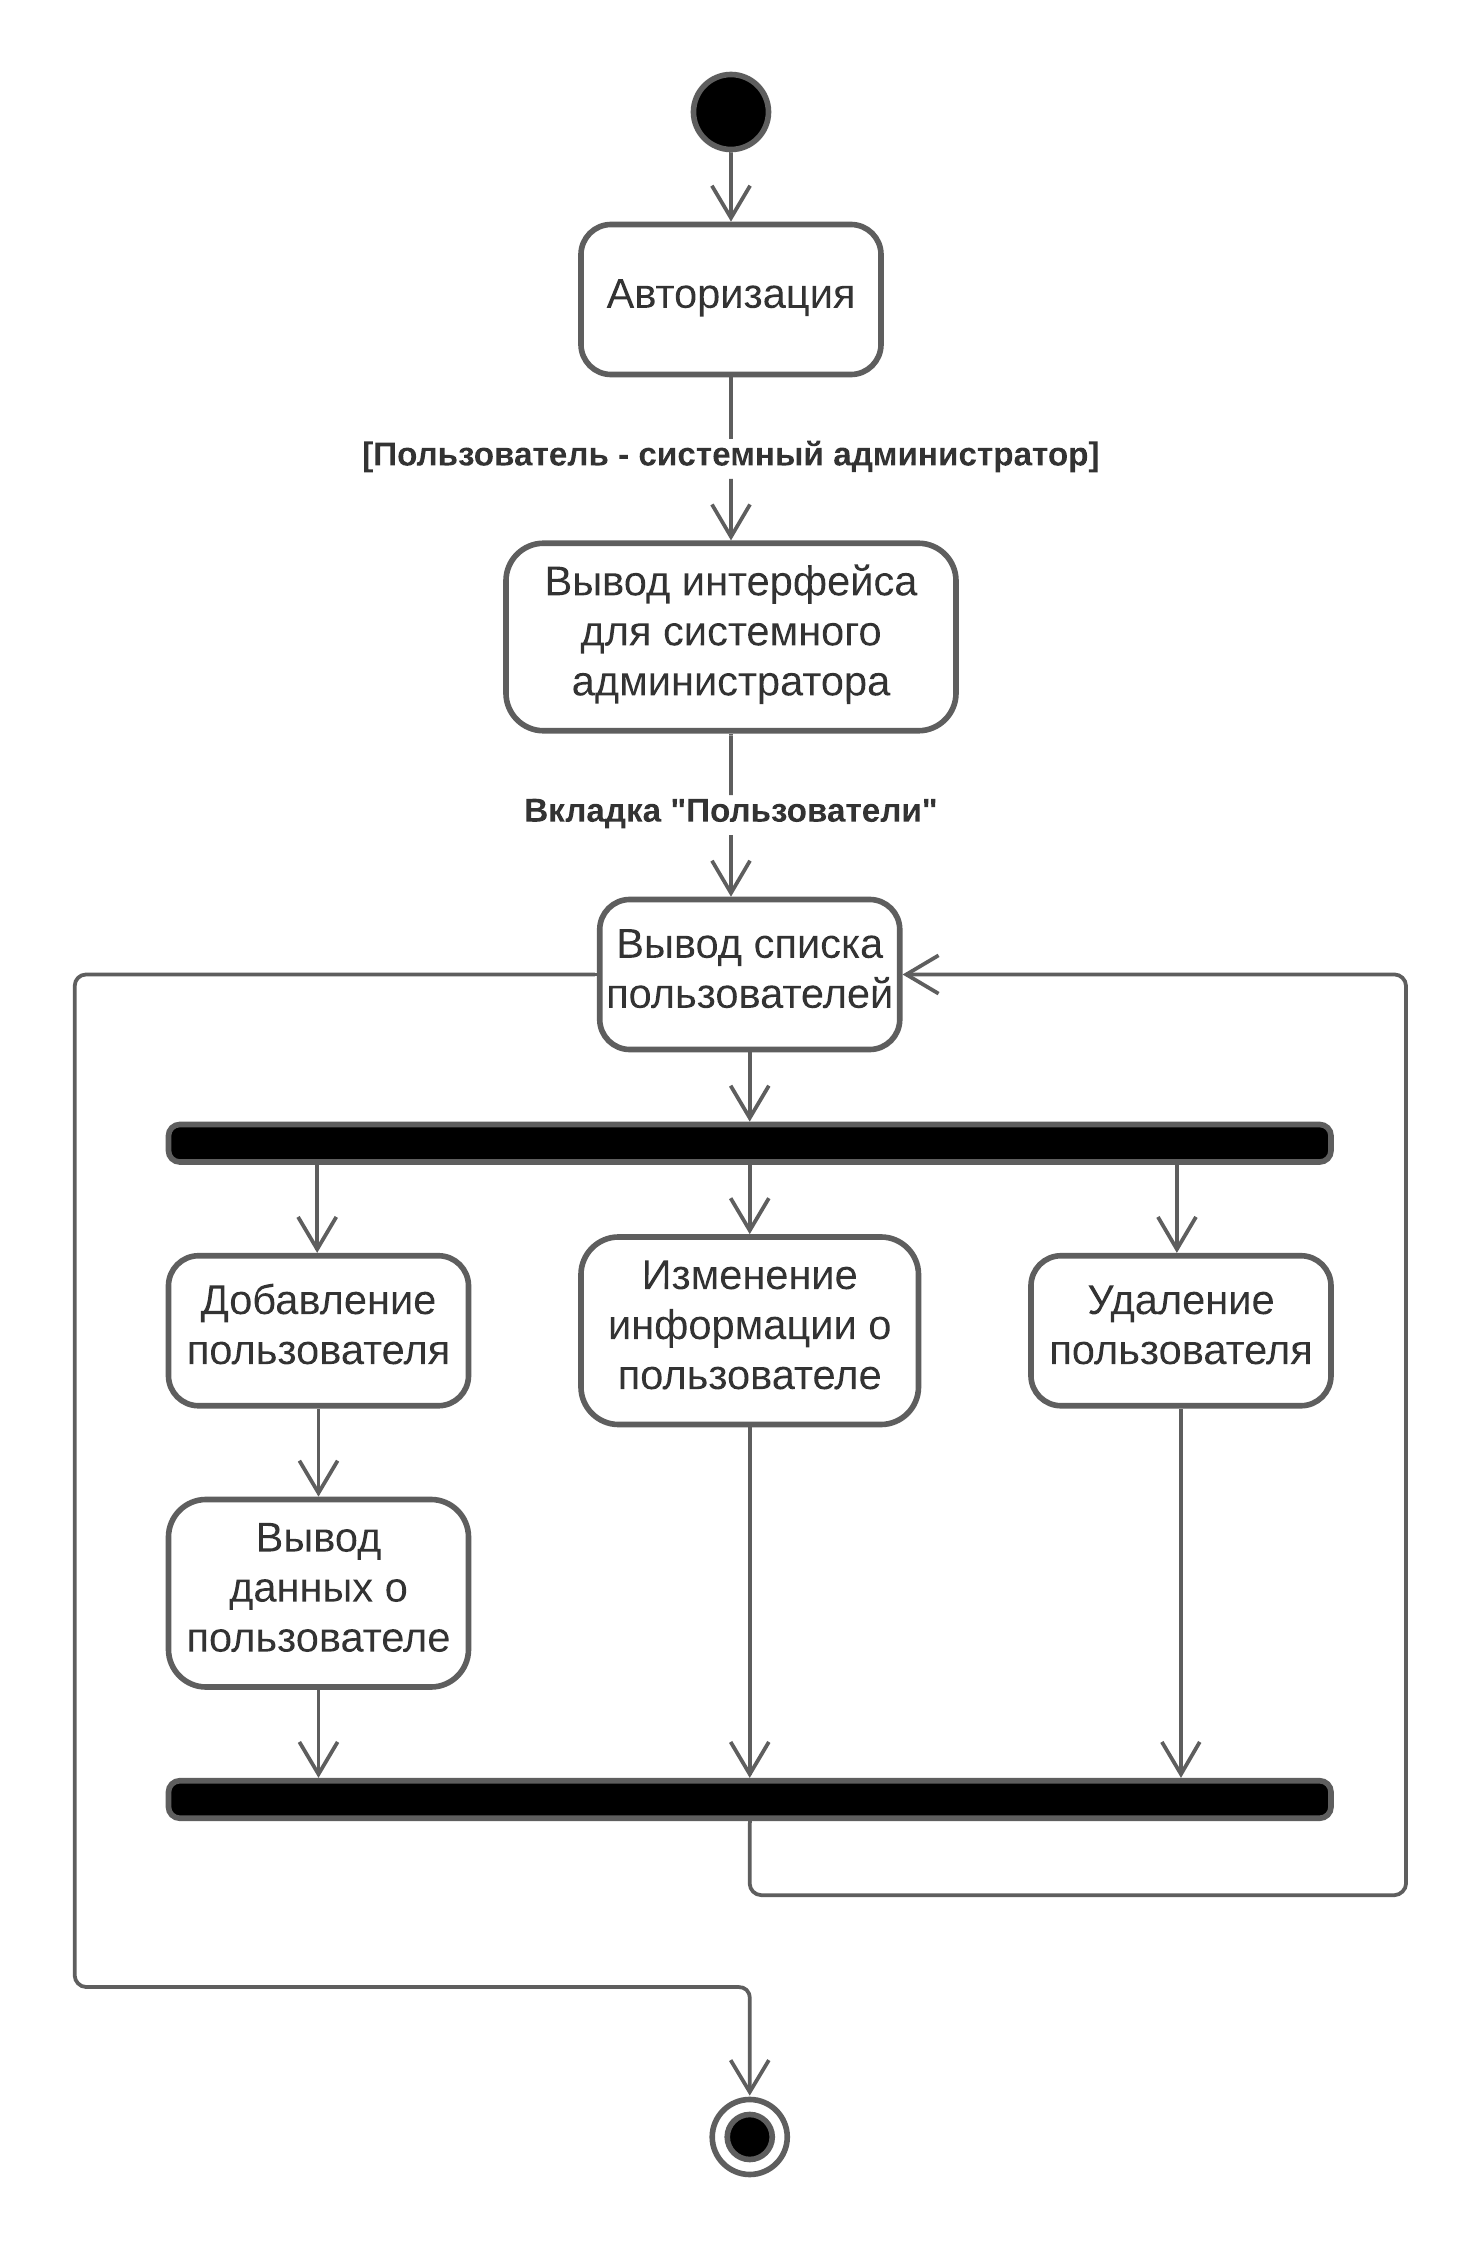 Авторизация
[Пользователь - системный администратор]
Вывод интерфейса
для системного
администратора
Вкладка "Пользователи"
Вывод списка
пользователей
Добавление
пользователя
Изменение
информации о
пользователе
Удаление
пользователя
Вывод
данных о
пользователе